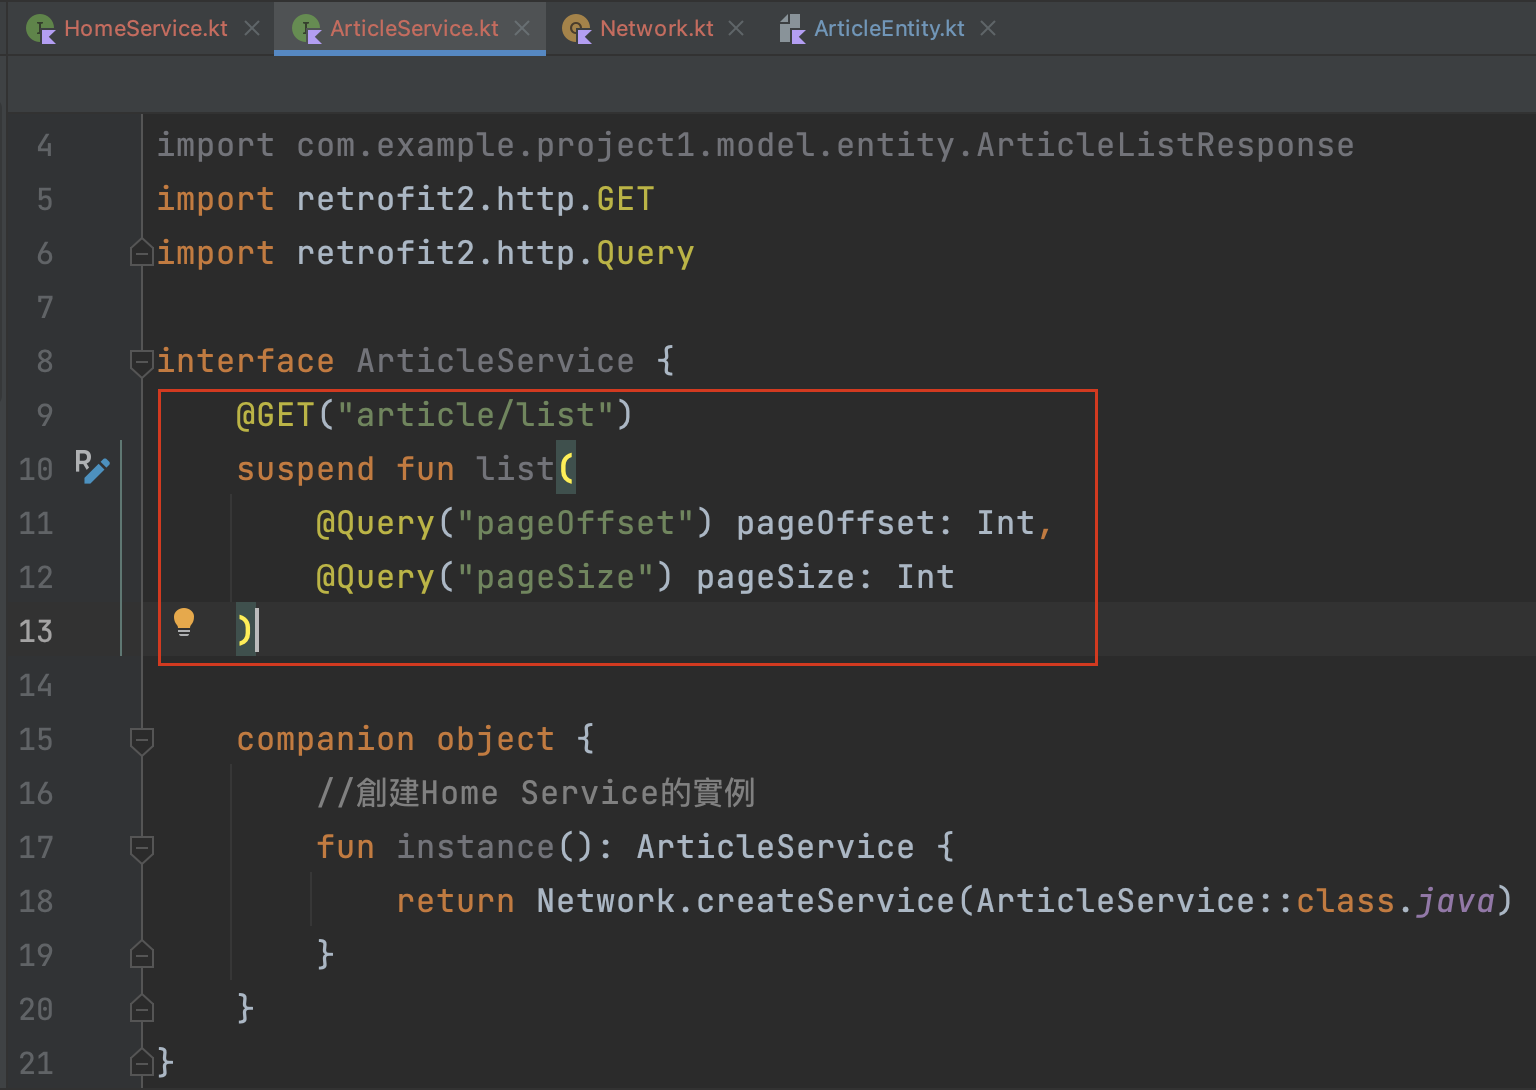 HomeService.kt ArticleService.kt Network.kt ArticleEntity.kt
4 import com.example.project1.model.entity.ArticleListResponse
5 import retrofit2.http.GET
6 import retrofit2.http.Query
7
8 interface ArticleService {
9 @GET("article/list")
10 suspend fun list(
11 @Query("pageOffset") pageOffset: Int,
12 @Query("pageSize") pageSize: Int
13 )
14
15 companion object {
16 //創建Home Service的實例
17 fun instance(): ArticleService {
18 return Network.createService(ArticleService::class.java)
19 }
20 }
21 }